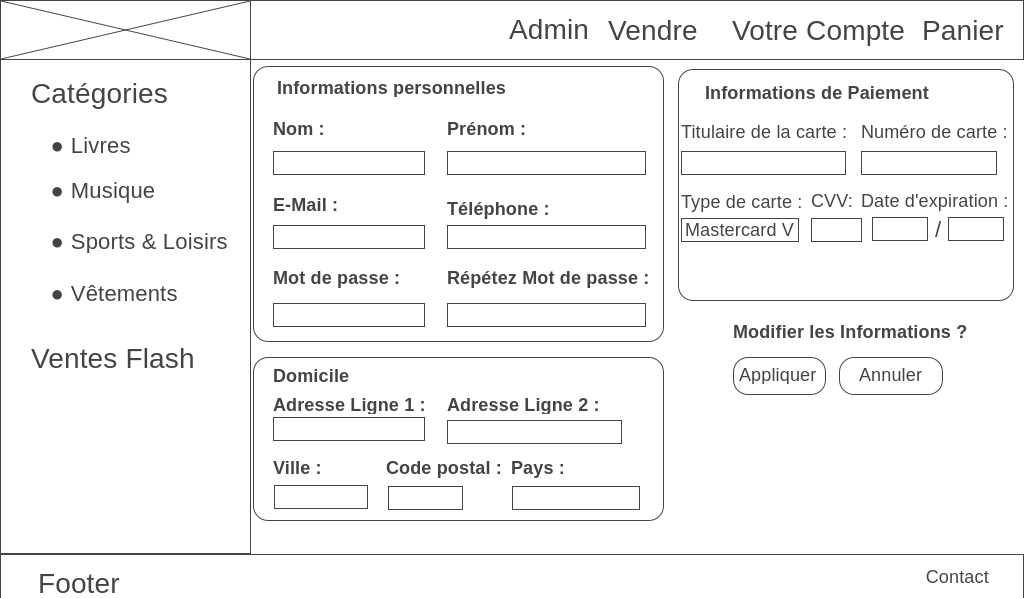 Admin Vendre Votre Compte Panier
Catégories
● Livres
● Musique
● Sports & Loisirs
● Vêtements
Ventes Flash
Informations personnelles
Nom : Prénom :
E-Mail : Téléphone :
Mot de passe : Répétez Mot de passe :
Domicile
Adresse Ligne 1 : Adresse Ligne 2 :
Ville : Code postal : Pays :
Informations de Paiement
Titulaire de la carte : Numéro de carte :
Type de carte : CVV: Date d'expiration :
Mastercard V /
Modifier les Informations ?
Appliquer Annuler
Footer Contact